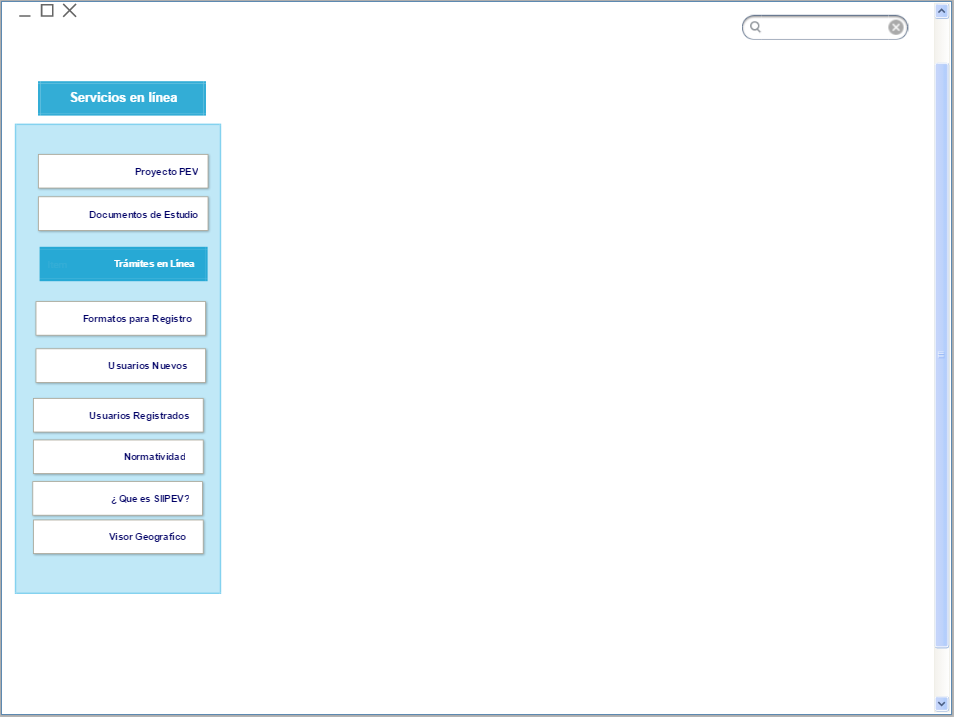 Servicios en línea
Proyecto PEV
Documentos de Estudio
Trámites en Linea
Formatos para Registro
Usuarios Nuevos
Usuarios Registrados
Normatividad
¿ Que es SIIPEV?
Visor Geografico